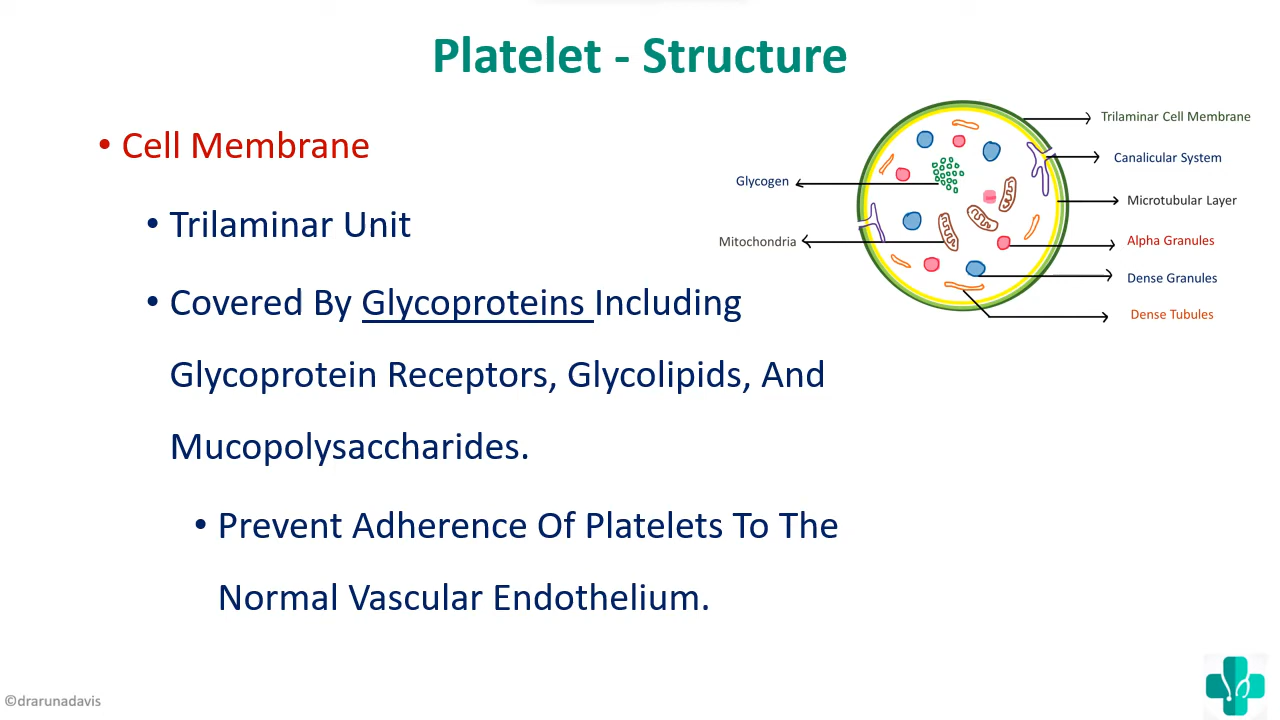 Platelet - Structure
• Cell Membrane
• Trilaminar Unit
• Covered By Glycoproteins Including
Glycoprotein Receptors, Glycolipids, And
Mucopolysaccharides.
• Prevent Adherence Of Platelets To The
Normal Vascular Endothelium.
Trilaminar Cell Membrane
Canalicular System
Glycogen
Microtubular Layer
Mitochondria
Alpha Granules
Dense Granules
Dense Tubules
©drarunadavis